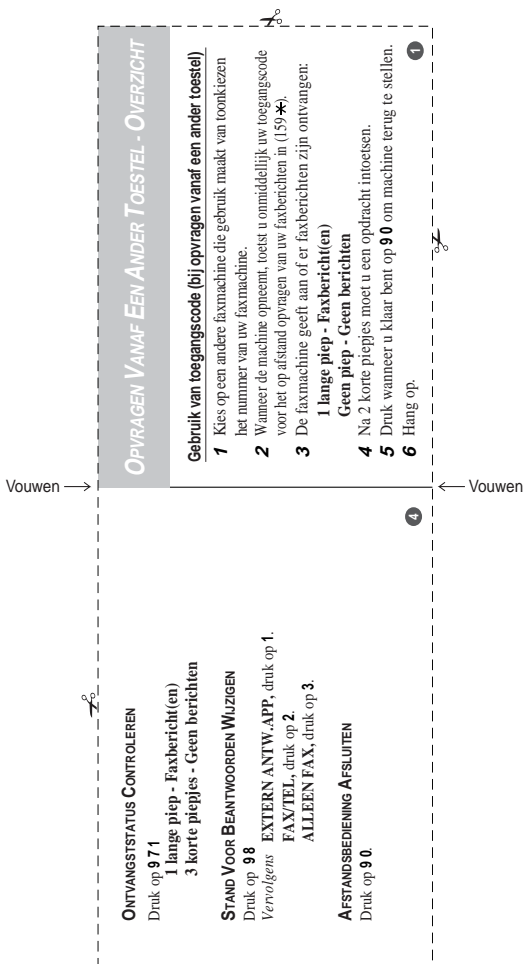 OPVRAGEN VANAF EEN ANDER TOESTEL - OVERZICHT
Gebruik van toegangscode (bij opvragen vanaf een ander toestel)
1 Kies op een andere faxmachine die gebruik maakt van toonkiezen
het nummer van uw faxmachine.
2 Wanneer de machine opneemt, toetst u onmiddellijk uw toegangscode
voor het op afstand opvragen van uw faxberichten in (159✱).
3 De faxmachine geeft aan of er faxberichten zijn ontvangen:
1 lange piep - Faxbericht(en)
Geen piep - Geen berichten
4 Na 2 korte piepjes moet u een opdracht intoetsen.
5 Druk wanneer u klaar bent op 9 0 om machine terug te stellen.
6 Hang op.
1
Vouwen
Vouwen
ONTVANGSTSTATUS CONTROLEREN
Druk op 9 7 1
1 lange piep - Faxbericht(en)
3 korte piepjes - Geen berichten
STAND VOOR BEANTWOORDEN WIJZIGEN
Druk op 9 8
Vervolgens EXTERN ANTW.APP, druk op 1.
FAX/TEL, druk op 2.
ALLEEN FAX, druk op 3.
AFSTANDSBEDIENING AFSLUITEN
Druk op 9 0.
4